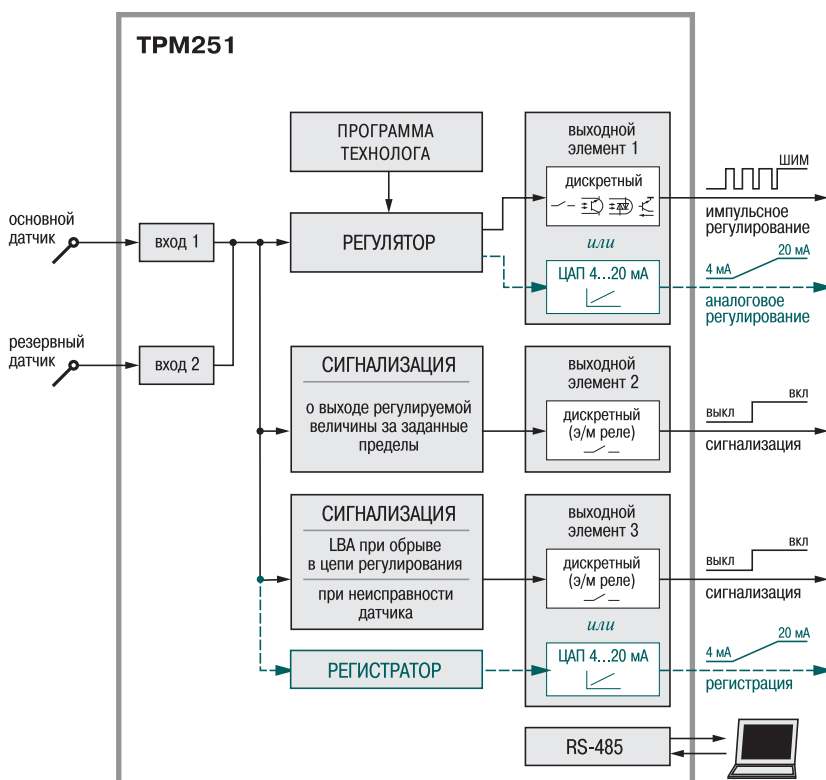 ТРМ251
ПРОГРАММА
ТЕХНОЛОГА
выходной
элемент 1
дискретный
ШИМ
импульсное
регулирование
основной
датчик
вход 1
РЕГУЛЯТОР
или
ЦАП 4...20 мА
4 мА
20 мА
аналоговое
регулирование
резервный
датчик
вход 2
СИГНАЛИЗАЦИЯ
о выходе регулируемой
величины за заданные
пределы
выходной
элемент 2
дискретный
(э/м реле)
выкл
вкл
сигнализация
СИГНАЛИЗАЦИЯ
LBA при обрыве
в цепи регулирования
при неисправности
датчика
выходной
элемент 3
дискретный
(э/м реле)
выкл
вкл
сигнализация
или
РЕГИСТРАТОР
ЦАП 4...20 мА
4 мА
20 мА
регистрация
RS-485